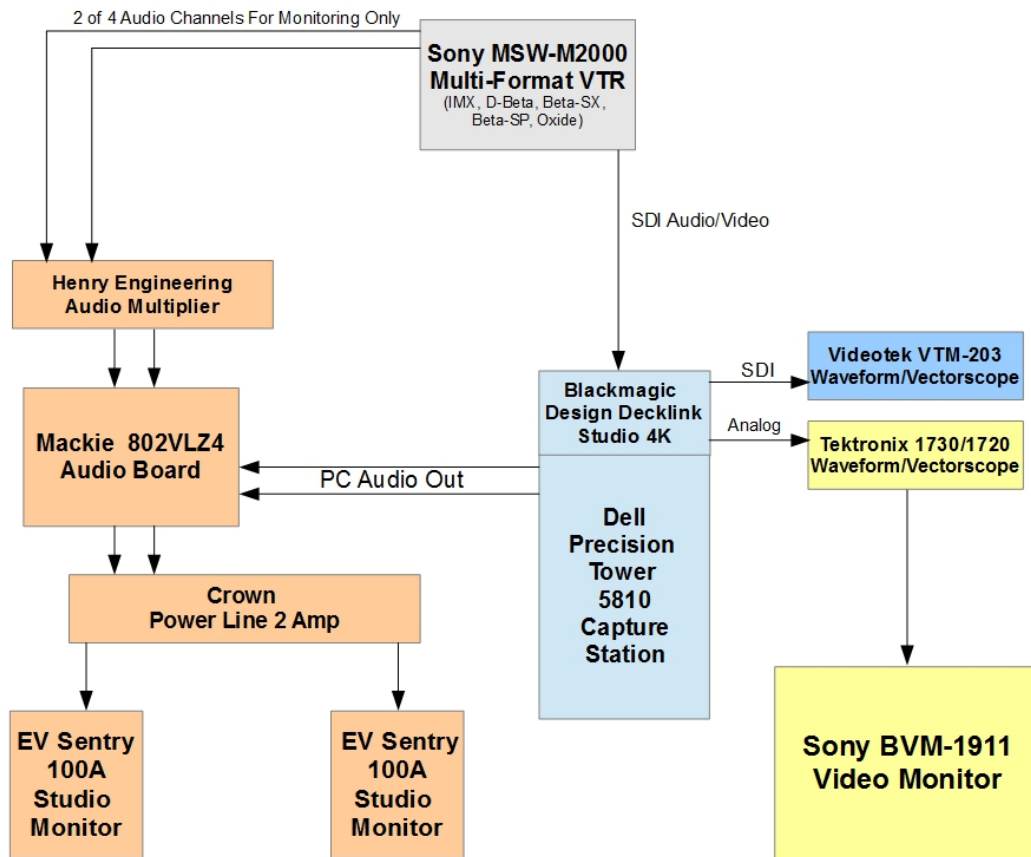 2 of 4 Audio Channels For Monitoring Only
Sony MSW-M2000
Multi-Format VTR
(IMX, D-Beta, Beta-SX,
Beta-SP, Oxide)
SDI Audio/Video
Henry Engineering
Audio Multiplier
Videotek VTM-203
Waveform/Vectorscope
SDI
Blackmagic
Design Decklink
Studio 4K
Analog
Tektronix 1730/1720
Waveform/Vectorscope
Mackie 802VLZ4
Audio Board
PC Audio Out
Dell
Precision
Tower
5810
Capture
Station
Crown
Power Line 2 Amp
EV Sentry
100A
Studio
Monitor
EV Sentry
100A
Studio
Monitor
Sony BVM-1911
Video Monitor